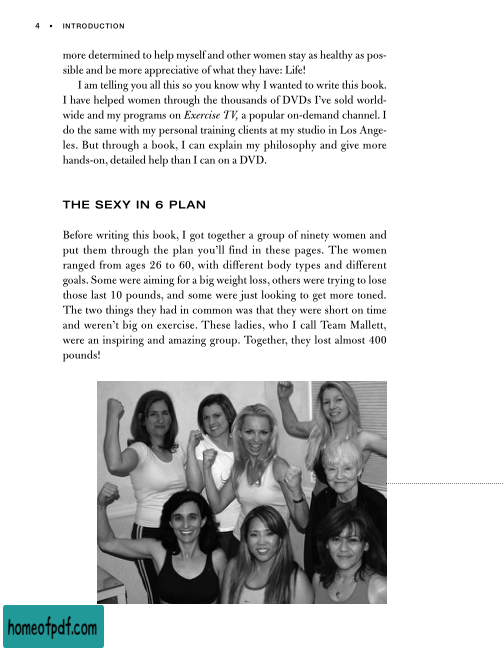 4 • INTRODUCTION
more determined to help myself and other women stay as healthy as pos-
sible and be more appreciative of what they have: Life!
I am telling you all this so you know why I wanted to write this book.
I have helped women through the thousands of DVDs I've sold world-
wide and my programs on Exercise TV, a popular on-demand channel. I
do the same with my personal training clients at my studio in Los Ange-
les. But through a book, I can explain my philosophy and give more
hands-on, detailed help than I can on a DVD.
THE SEXY IN 6 PLAN
Before writing this book, I got together a group of ninety women and
put them through the plan you'll find in these pages. The women
ranged from ages 26 to 60, with different body types and different
goals. Some were aiming for a big weight loss, others were trying to lose
those last 10 pounds, and some were just looking to get more toned.
The two things they had in common was that they were short on time
and weren't big on exercise. These ladies, who I call Team Mallett,
were an inspiring and amazing group. Together, they lost almost 400
pounds!
homeofpdf.com